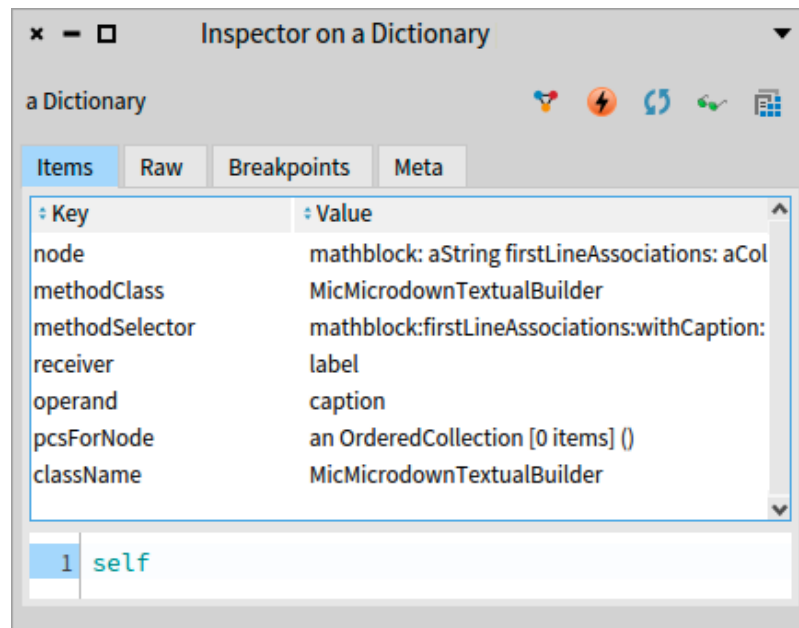 Inspector on a Dictionary
a Dictionary
Items Raw Breakpoints Meta
Key Value
node mathblock: aString firstLineAssociations: aCol
methodClass MicMicrodownTextualBuilder
methodSelector mathblock:firstLineAssociations:withCaption:
receiver label
operand caption
pcsForNode an OrderedCollection [0 items] ()
className MicMicrodownTextualBuilder
1 self